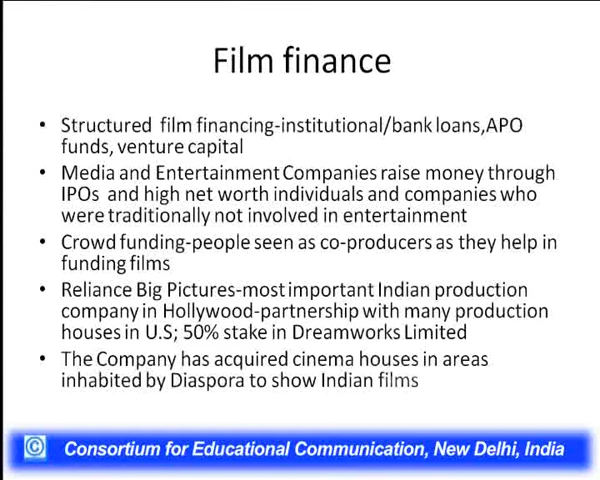 Film finance
• Structured film financing-institutional/bank loans,APO
funds, venture capital
• Media and Entertainment Companies raise money through
IPOs and high net worth individuals and companies who
were traditionally not involved in entertainment
• Crowd funding-people seen as co-producers as they help in
funding films
• Reliance Big Pictures-most important Indian production
company in Hollywood-partnership with many production
houses in U.S; 50% stake in Dreamworks Limited
• The Company has acquired cinema houses in areas
inhabited by Diaspora to show Indian films
© Consortium for Educational Communication, New Delhi, India